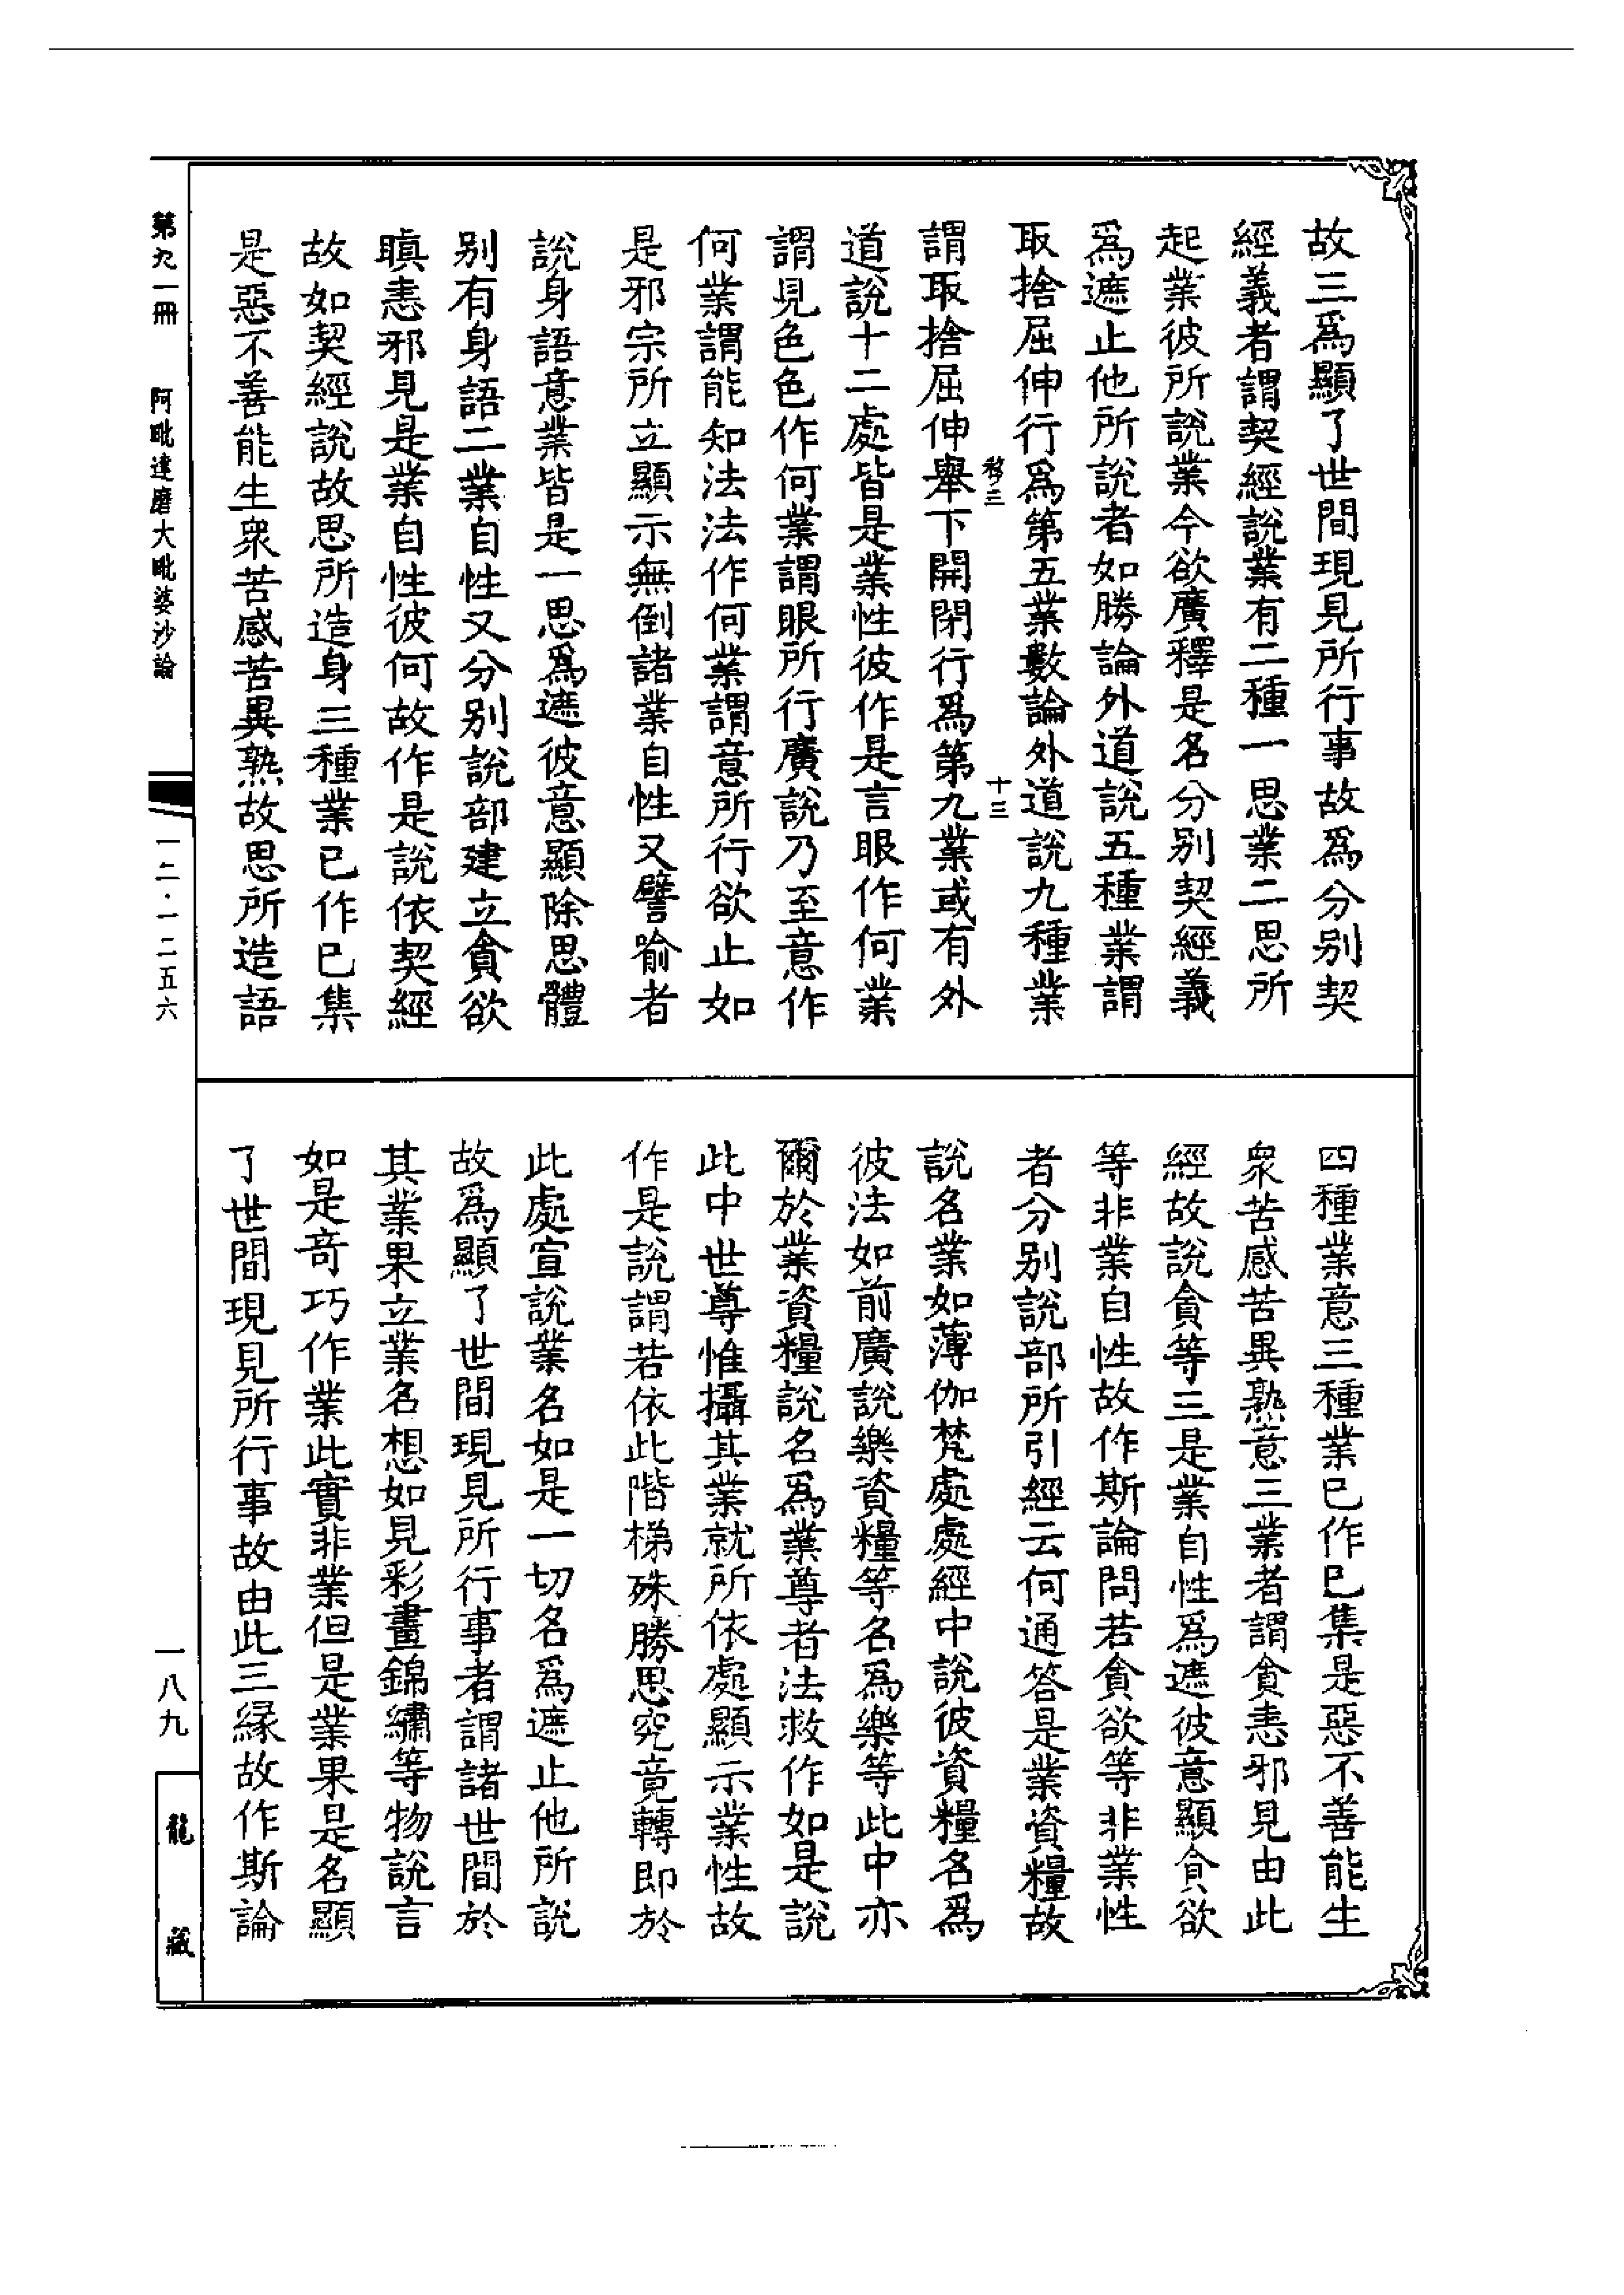 故三爲顯了世間現見所行事故爲分别契
經義者謂契經說業有二種一思業二思所
起業彼所說業今欲廣釋是名分别契經義
爲遮止他所說者如勝論外道說五種業謂
取捨屈伸行爲第五業數論外道說九種業
移三
十三
謂取捨屈伸舉下開閉行爲第九業或有外
道說十二處皆是業性彼作是言眼作何業
謂見色色作何業謂眼所行廣說乃至意作
何業謂能知法法作何業謂意所行欲止如
是邪宗所立顯示無倒諸業自性又譬喻者
說身語意業皆是一思爲遮彼意顯除思體
别有身語二業自性又分别說部建立貪欲
瞋恚邪見是業自性彼何故作是說依契經
故如契經說故思所造身三種業已作已集
是惡不善能生衆苦感苦異熟故思所造語
四種業意三種業已作已集是惡不善能生
衆苦感苦異熟意三業者謂貪恚邪見由此
經故說貪等三是業自性爲遮彼意顯貪欲
等非業自性故作斯論問若貪欲等非業性
者分别說部所引經云何通答是業資糧故
說名業如薄伽梵處處經中說彼資糧名爲
彼法如前廣說樂資糧等名爲樂等此中亦
爾於業資糧說名爲業尊者法救作如是說
此中世尊惟攝其業就所依處顯示業性故
作是說謂若依此階梯殊勝思究竟轉即於
此處宣說業名如是一切名爲遮止他所說
故爲顯了世間現見所行事者謂諸世間於
其業果立業名想如見彩畫錦繡等物說言
如是奇巧作業此實非業但是業果是名顯
了世間現見所行事故由此三緣故作斯論
第九一冊
阿毗達磨大毗婆沙論
一二·一二五六
一八九
龍藏